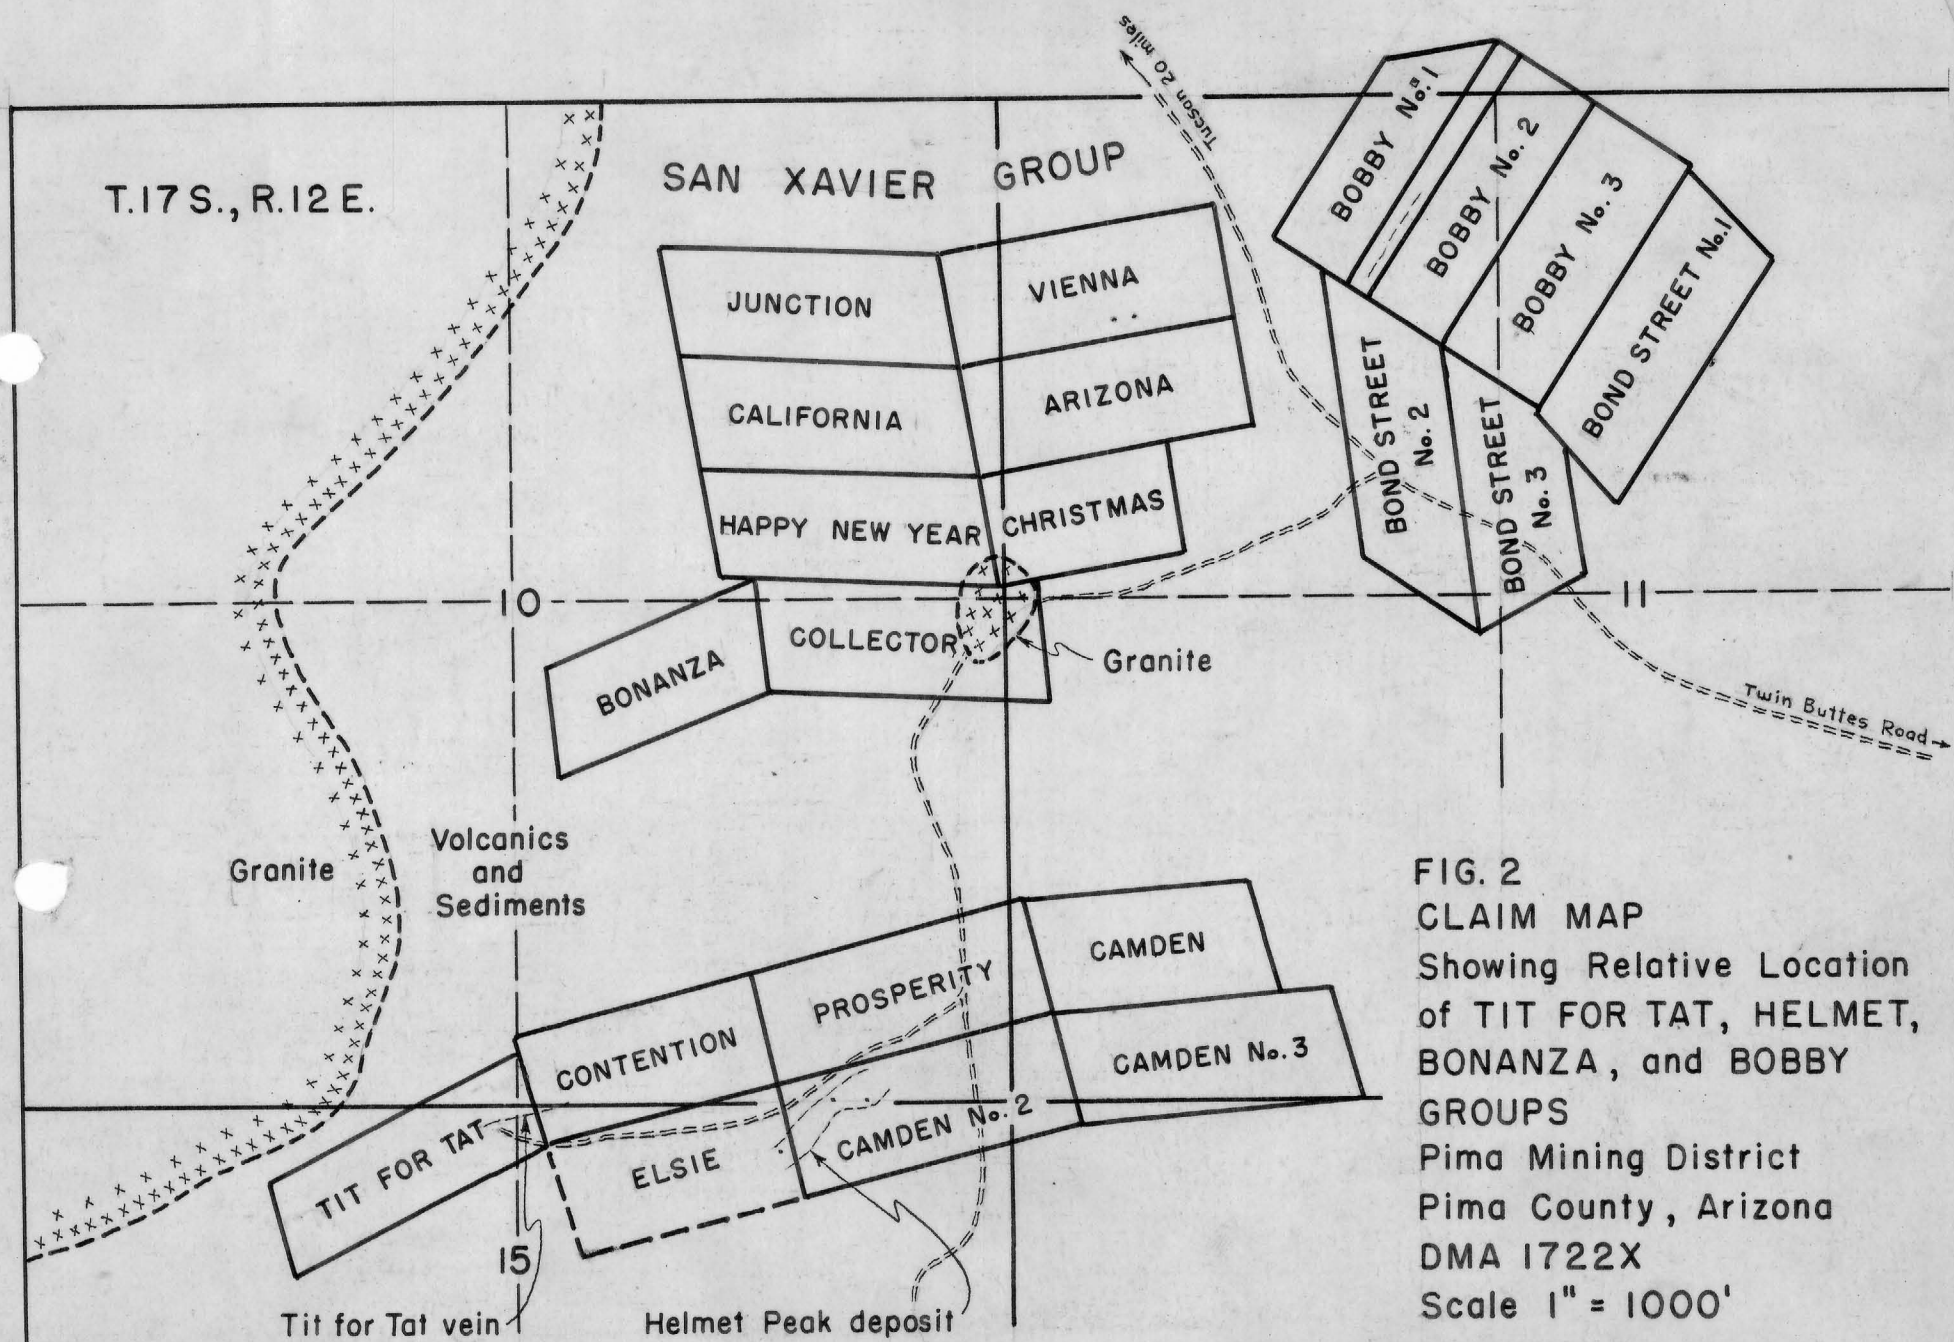 Tucson 20 miles
T.17 S., R.12 E.
SAN XAVIER GROUP
BOBBY No. 1
BOBBY No. 2
BOBBY No. 3
BOND STREET No. 1
JUNCTION
VIENNA
CALIFORNIA
ARIZONA
BOND STREET
No. 2
BOND STREET
No. 3
HAPPY NEW YEAR
CHRISTMAS
10
11
COLLECTOR
BONANZA
Granite
Twin Buttes Road
Granite
Volcanics
and
Sediments
CAMDEN
PROSPERITY
CONTENTION
CAMDEN No. 3
TIT FOR TAT
ELSIE
CAMDEN No. 2
15
Tit for Tat vein
Helmet Peak deposit
FIG. 2
CLAIM MAP
Showing Relative Location
of TIT FOR TAT, HELMET,
BONANZA, and BOBBY
GROUPS
Pima Mining District
Pima County, Arizona
DMA 1722X
Scale 1" = 1000'